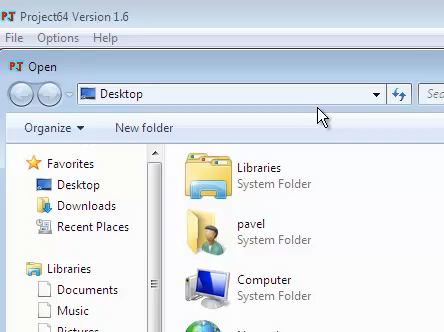 Project64 Version 1.6
File Options Help
Open
Desktop
Organize New folder
Favorites
Desktop
Downloads
Recent Places
Libraries
Documents
Music
Libraries
System Folder
pavel
System Folder
Computer
System Folder